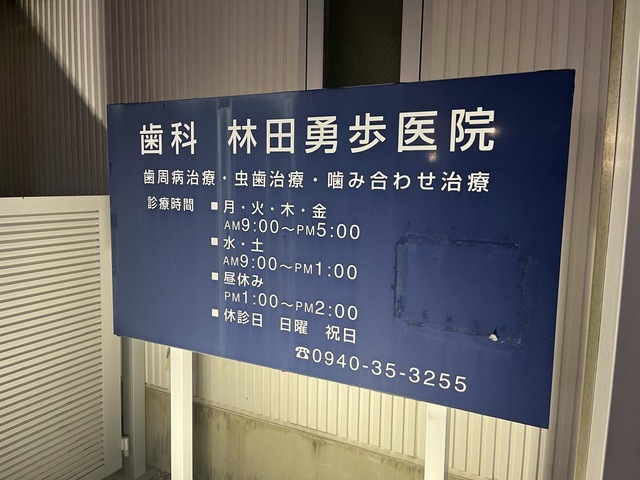 歯科 林田勇歩医院
歯周病治療・虫歯治療・噛み合わせ治療
診療時間 ■月・火・木・金
AM9:00～PM5:00
■水・土
AM9:00～PM1:00
■昼休み
PM1:00～PM2:00
■休診日 日曜 祝日
☎0940-35-3255